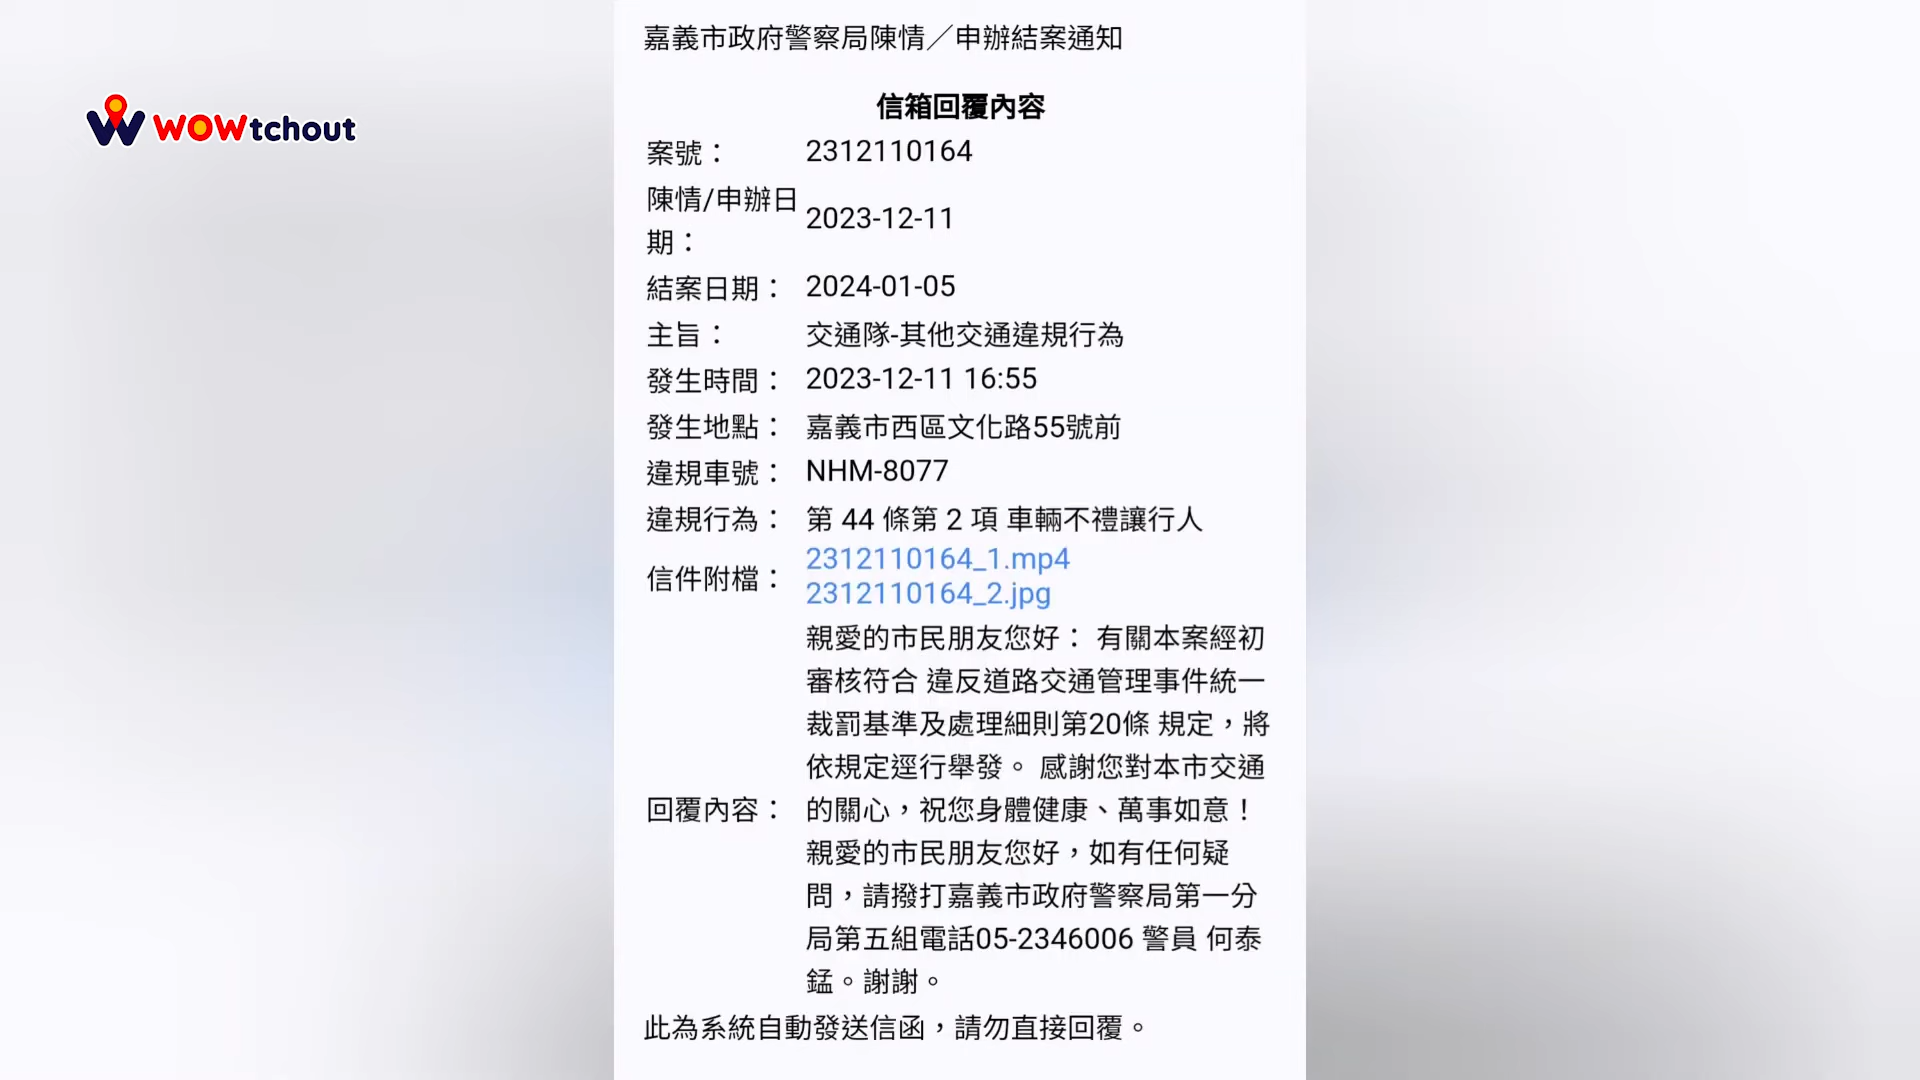 嘉義市政府警察局陳情／申辦結案通知
WOWtchout
信箱回覆內容
案號： 2312110164
陳情/申辦日期： 2023-12-11
結案日期： 2024-01-05
主旨： 交通隊-其他交通違規行為
發生時間： 2023-12-11 16:55
發生地點： 嘉義市西區文化路55號前
違規車號： NHM-8077
違規行為： 第 44 條第 2 項 車輛不禮讓行人
信件附檔： 2312110164_1.mp4
2312110164_2.jpg
回覆內容： 親愛的市民朋友您好： 有關本案經初
審核符合 違反道路交通管理事件統一
裁罰基準及處理細則第20條 規定，將
依規定逕行舉發。 感謝您對本市交通
的關心，祝您身體健康、萬事如意！
親愛的市民朋友您好，如有任何疑
問，請撥打嘉義市政府警察局第一分
局第五組電話05-2346006 警員 何泰
錳。謝謝。
此為系統自動發送信函，請勿直接回覆。